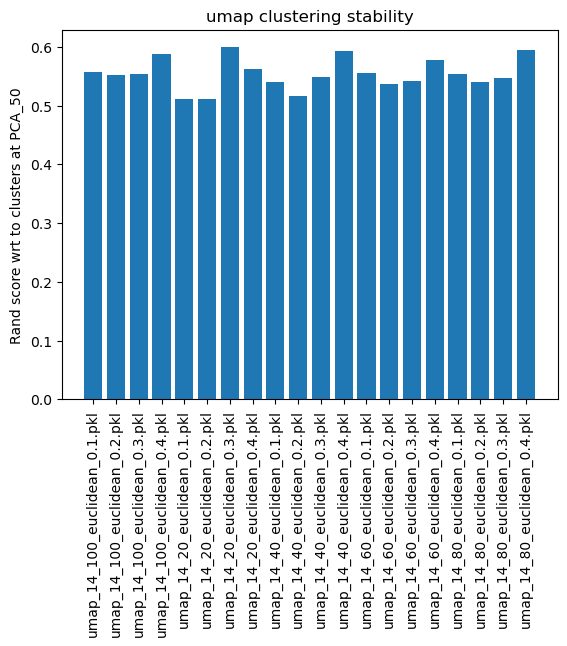 umap clustering stability
Rand score wrt to clusters at PCA_50
0.6
0.5
0.4
0.3
0.2
0.1
0.0
umap_14_100_euclidean_0.1.pkl
umap_14_100_euclidean_0.2.pkl
umap_14_100_euclidean_0.3.pkl
umap_14_100_euclidean_0.4.pkl
umap_14_20_euclidean_0.1.pkl
umap_14_20_euclidean_0.2.pkl
umap_14_20_euclidean_0.3.pkl
umap_14_20_euclidean_0.4.pkl
umap_14_40_euclidean_0.1.pkl
umap_14_40_euclidean_0.2.pkl
umap_14_40_euclidean_0.3.pkl
umap_14_40_euclidean_0.4.pkl
umap_14_60_euclidean_0.1.pkl
umap_14_60_euclidean_0.2.pkl
umap_14_60_euclidean_0.3.pkl
umap_14_60_euclidean_0.4.pkl
umap_14_80_euclidean_0.1.pkl
umap_14_80_euclidean_0.2.pkl
umap_14_80_euclidean_0.3.pkl
umap_14_80_euclidean_0.4.pkl